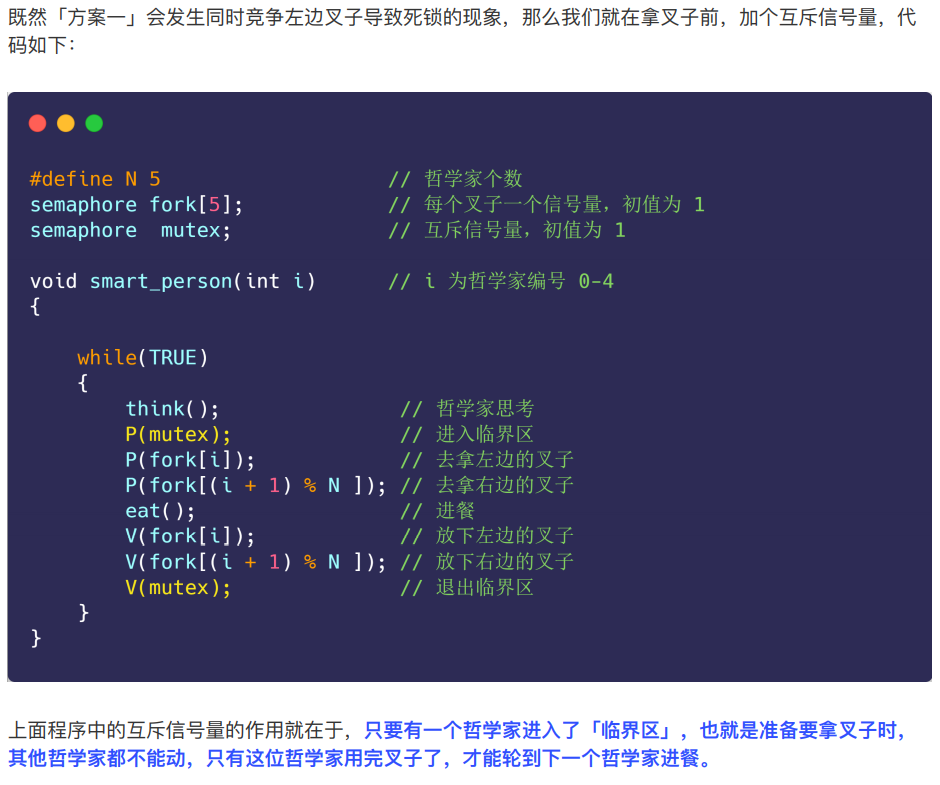 既然「方案一」会发生同时竞争左边叉子导致死锁的现象，那么我们就在拿叉子前，加个互斥信号量，代
码如下：
#define N 5 // 哲学家个数
semaphore fork[5]; // 每个叉子一个信号量，初值为 1
semaphore  mutex; // 互斥信号量，初值为 1
void smart_person(int i) // i 为哲学家编号 0-4
{
while(TRUE)
{
think(); // 哲学家思考
P(mutex); // 进入临界区
P(fork[i]); // 去拿左边的叉子
P(fork[(i + 1) % N ]); // 去拿右边的叉子
eat(); // 进餐
V(fork[i]); // 放下左边的叉子
V(fork[(i + 1) % N ]); // 放下右边的叉子
V(mutex); // 退出临界区
}
}
上面程序中的互斥信号量的作用就在于，只要有一个哲学家进入了「临界区」，也就是准备要拿叉子时，
其他哲学家都不能动，只有这位哲学家用完叉子了，才能轮到下一个哲学家进餐。